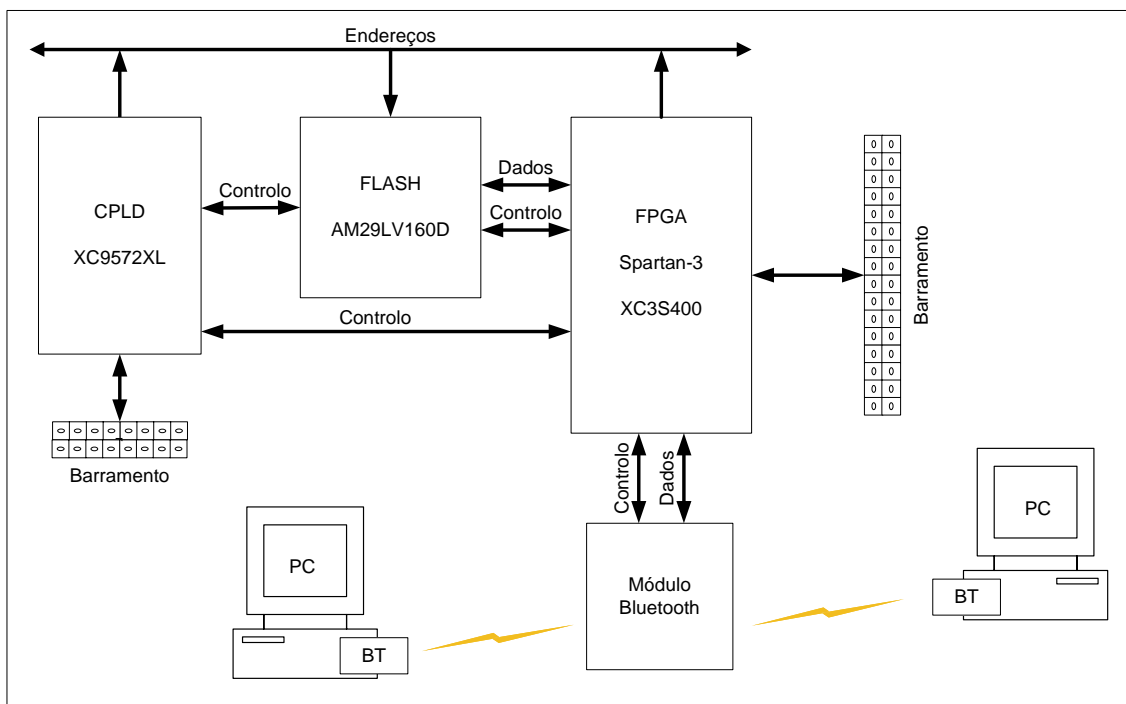 Endereços
CPLD
XC9572XL
Controlo
FLASH
AM29LV160D
Dados
Controlo
FPGA
Spartan-3
XC3S400
Barramento
Controlo
Barramento
Controlo
Dados
PC
BT
Módulo
Bluetooth
PC
BT